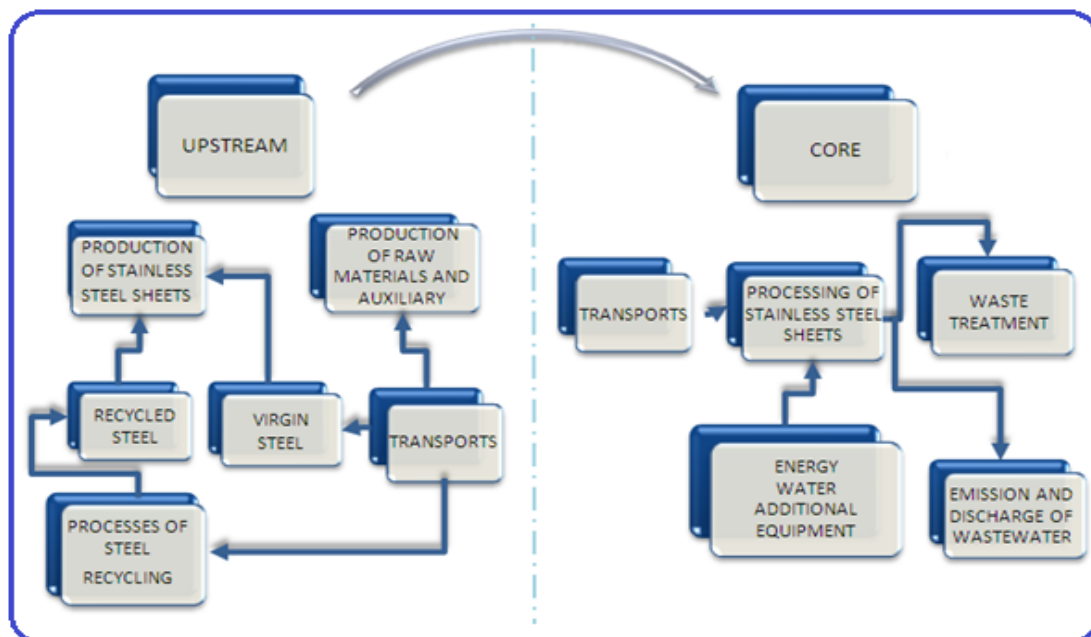 UPSTREAM
CORE
PRODUCTION
OF STAINLESS
STEEL SHEETS
PRODUCTION
OF RAW
MATERIALS AND
AUXILIARY
RECYCLED
STEEL
VIRGIN
STEEL
TRANSPORTS
PROCESSES OF
STEEL
RECYCLING
TRANSPORTS
PROCESSING OF
STAINLESS STEEL
SHEETS
WASTE
TREATMENT
ENERGY
WATER
ADDITIONAL
EQUIPMENT
EMISSION AND
DISCHARGE OF
WASTEWATER